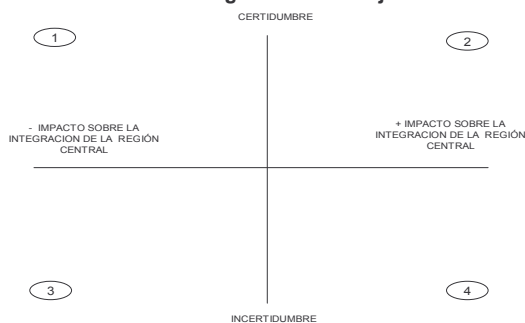 CERTIDUMBRE
1
2
- IMPACTO SOBRE LA
INTEGRACION DE LA REGIÓN
CENTRAL
+ IMPACTO SOBRE LA
INTEGRACION DE LA REGIÓN
CENTRAL
3
4
INCERTIDUMBRE